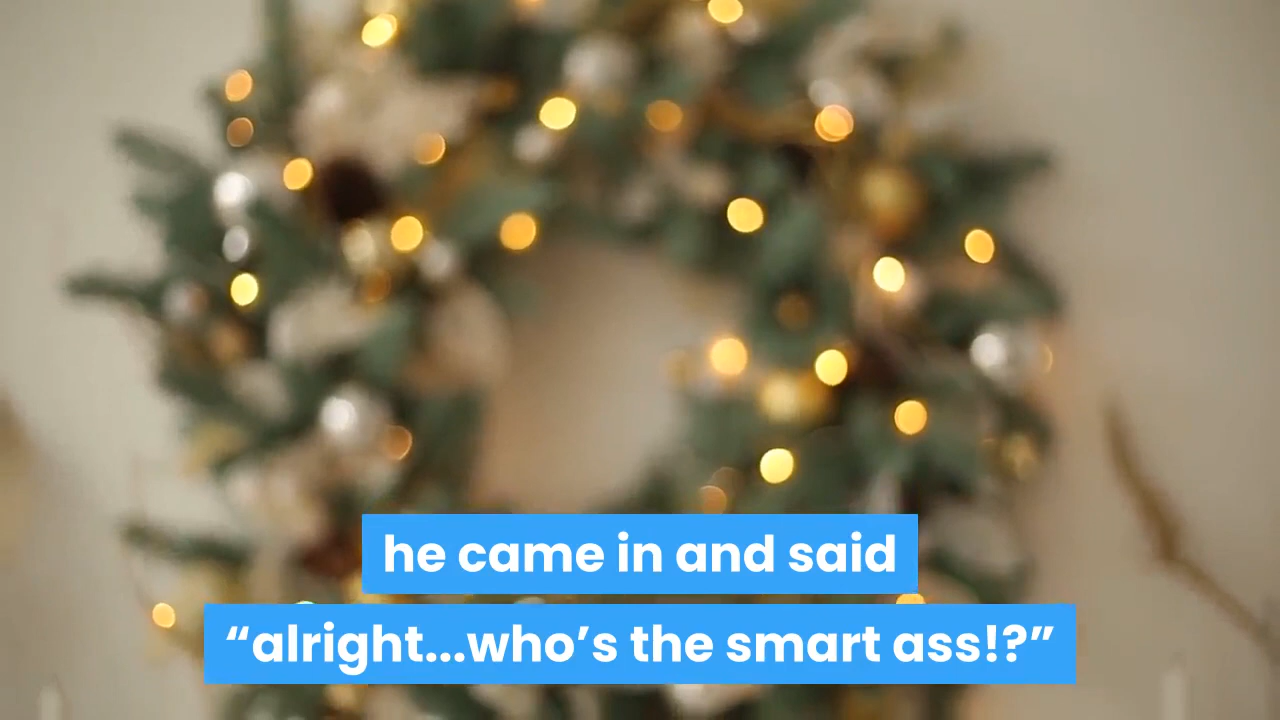 he came in and said
“alright...who’s the smart ass!?”